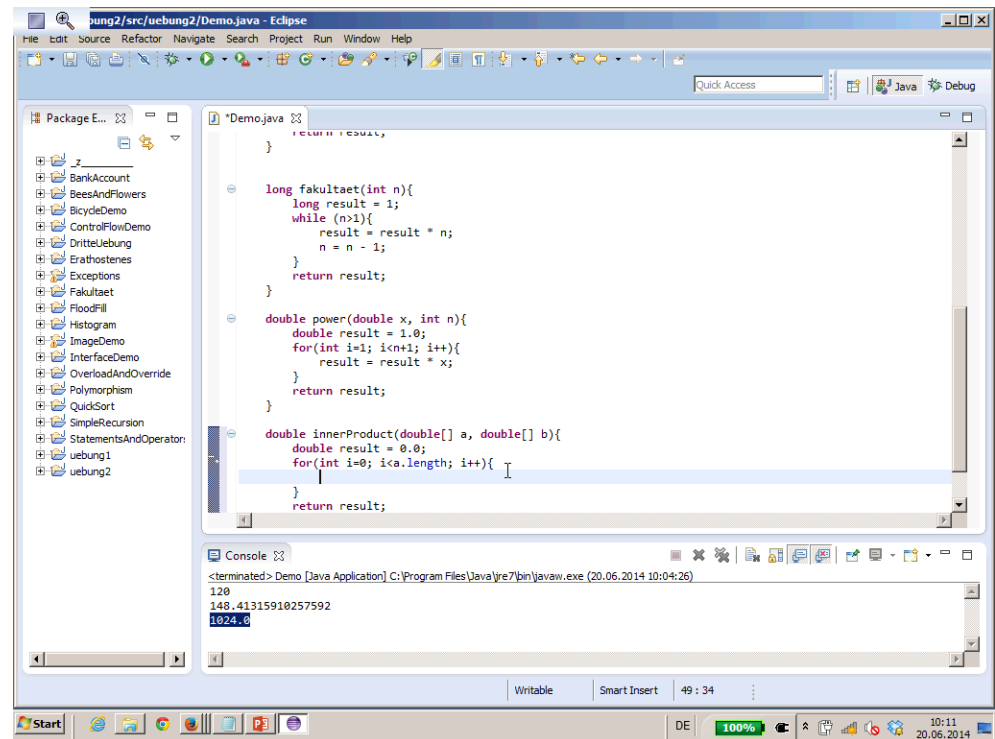 bung2/src/uebung2/Demo.java - Eclipse
File Edit Source Refactor Navigate Search Project Run Window Help
Quick Access
Java
Debug
Package E...
*Demo.java
_z_________
BankAccount
BeesAndFlowers
BicycleDemo
ControlFlowDemo
DritteUebung
Erathostenes
Exceptions
Fakultaet
FloodFill
Histogram
ImageDemo
InterfaceDemo
OverloadAndOverride
Polymorphism
QuickSort
SimpleRecursion
StatementsAndOperators
uebung1
uebung2
return result;
}
long fakultaet(int n){
long result = 1;
while (n>1){
result = result * n;
n = n - 1;
}
return result;
}
double power(double x, int n){
double result = 1.0;
for(int i=1; i<n+1; i++){
result = result * x;
}
return result;
}
double innerProduct(double[] a, double[] b){
double result = 0.0;
for(int i=0; i<a.length; i++){
}
return result;
Console
<terminated> Demo [Java Application] C:\Program Files\Java\jre7\bin\javaw.exe (20.06.2014 10:04:26)
120
148.41315910257592
1024.0
Writable
Smart Insert
49 : 34
Start
DE
100%
10:11
20.06.2014